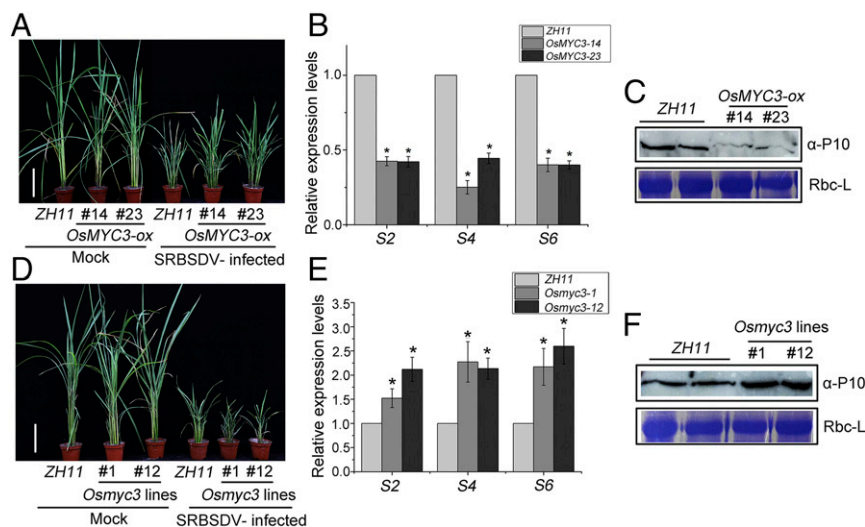 A
ZH11 #14 #23 ZH11 #14 #23
OsMYC3-ox OsMYC3-ox
Mock SRBSDV- infected
B
Relative expression levels
1.0
0.5
0.0
ZH11
OsMYC3-14
OsMYC3-23
* * * * * *
S2 S4 S6
C
OsMYC3-ox
ZH11 #14 #23
α-P10
Rbc-L
D
ZH11 #1 #12 ZH11 #1 #12
Osmyc3 lines Osmyc3 lines
Mock SRBSDV-infected
E
Relative expression levels
3.5
3.0
2.5
2.0
1.5
1.0
0.5
0.0
ZH11
Osmyc3-1
Osmyc3-12
* * * * * *
S2 S4 S6
F
Osmyc3 lines
ZH11 #1 #12
α-P10
Rbc-L